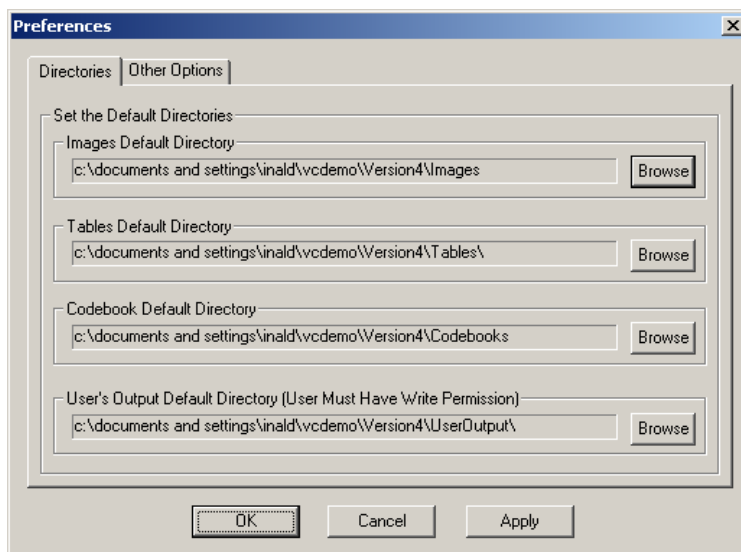 Preferences
Directories
Other Options
Set the Default Directories
Images Default Directory
c:\documents and settings\inald\vcdemo\Version4\Images
Browse
Tables Default Directory
c:\documents and settings\inald\vcdemo\Version4\Tables\
Browse
Codebook Default Directory
c:\documents and settings\inald\vcdemo\Version4\Codebooks
Browse
User's Output Default Directory (User Must Have Write Permission)
c:\documents and settings\inald\vcdemo\Version4\UserOutput\
Browse
OK
Cancel
Apply